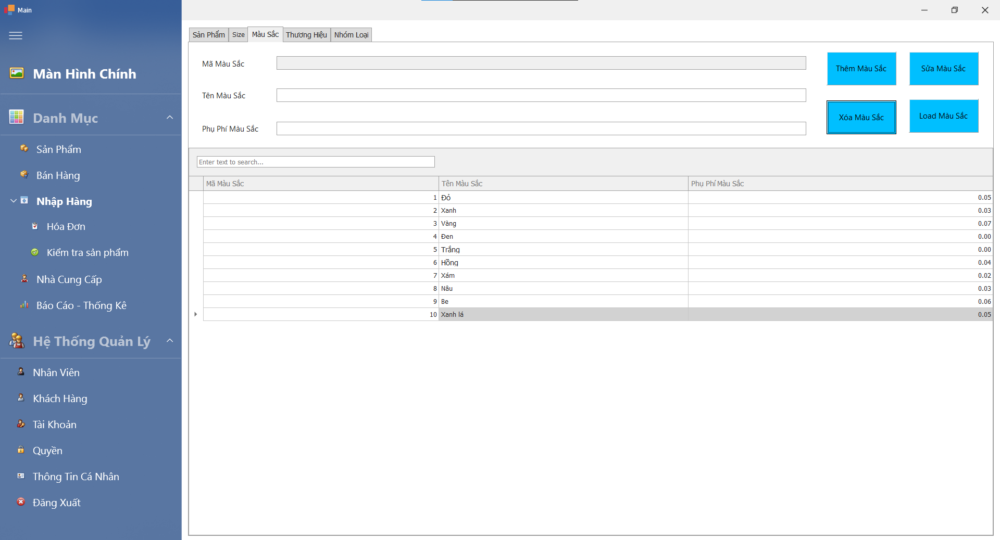 Main
Màn Hình Chính
Danh Mục
Sản Phẩm
Bán Hàng
Nhập Hàng
Hóa Đơn
Kiểm tra sản phẩm
Nhà Cung Cấp
Báo Cáo - Thống Kê
Hệ Thống Quản Lý
Nhân Viên
Khách Hàng
Tài Khoản
Quyền
Thông Tin Cá Nhân
Đăng Xuất
Sản Phẩm Size Màu Sắc Thương Hiệu Nhóm Loại
Mã Màu Sắc
Tên Màu Sắc
Phụ Phí Màu Sắc
Thêm Màu Sắc Sửa Màu Sắc
Xóa Màu Sắc Load Màu Sắc
Enter text to search...
Mã Màu Sắc Tên Màu Sắc Phụ Phí Màu Sắc
1 Đỏ 0.05
2 Xanh 0.03
3 Vàng 0.07
4 Đen 0.00
5 Trắng 0.00
6 Hồng 0.04
7 Xám 0.02
8 Nâu 0.03
9 Be 0.06
10 Xanh lá 0.05